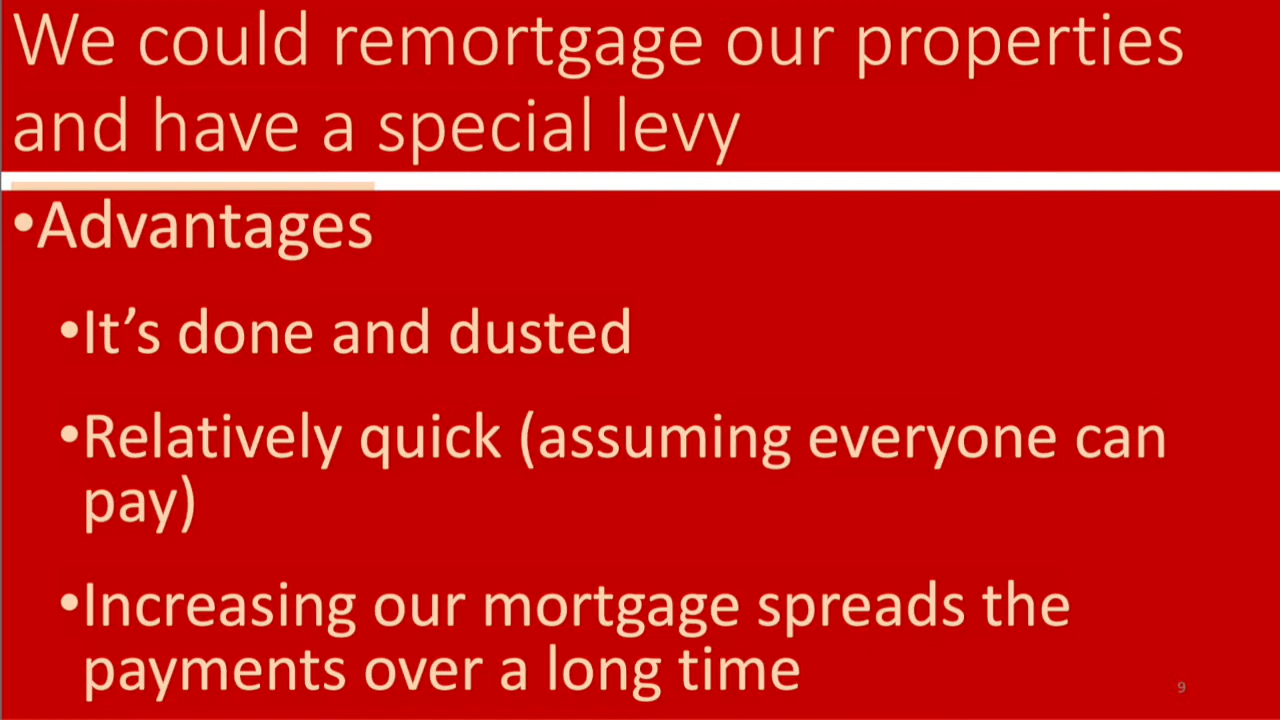 We could remortgage our properties
and have a special levy
•Advantages
•It’s done and dusted
•Relatively quick (assuming everyone can
pay)
•Increasing our mortgage spreads the
payments over a long time
9